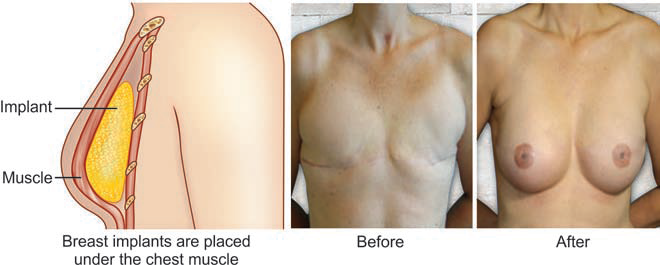 Implant
Muscle
Breast implants are placed
under the chest muscle
Before
After